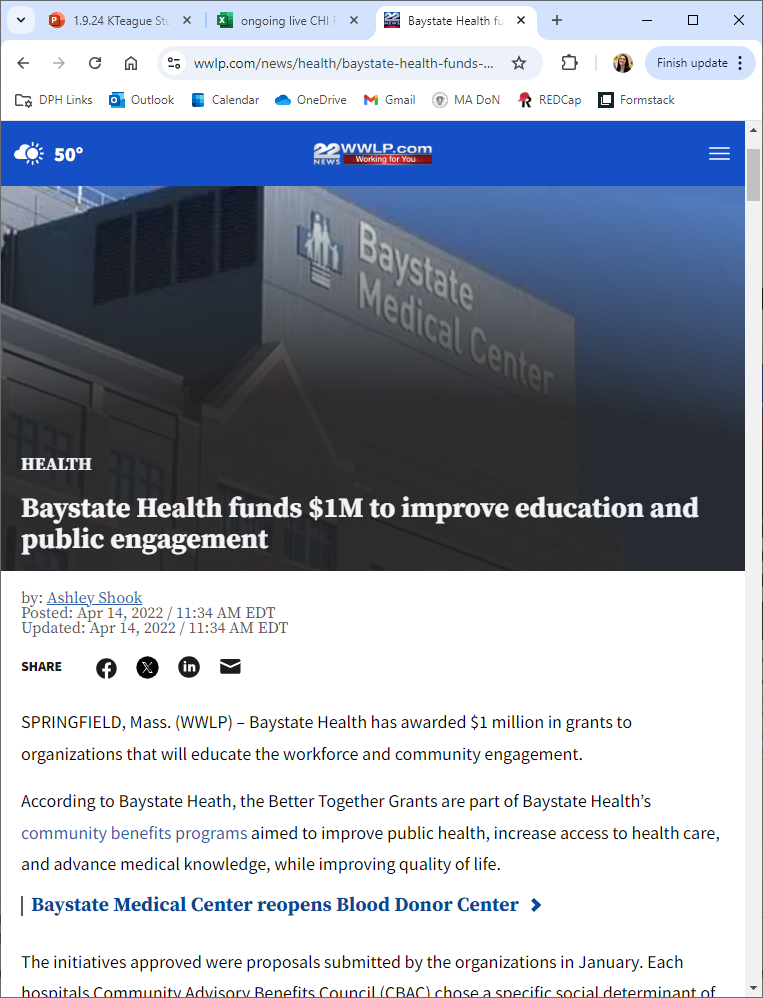 1.9.24 KTeague Stu
ongoing live CHI F
Baystate Health fu
wwlp.com/news/health/baystate-health-funds-...
Finish update
DPH Links
Outlook
Calendar
OneDrive
Gmail
MA DoN
REDCap
Formstack
50°
22 NEWS WWLP.com
Working for You
Baystate
Medical Center
HEALTH
Baystate Health funds $1M to improve education and
public engagement
by: Ashley Shook
Posted: Apr 14, 2022 / 11:34 AM EDT
Updated: Apr 14, 2022 / 11:34 AM EDT
SHARE
SPRINGFIELD, Mass. (WWLP) – Baystate Health has awarded $1 million in grants to
organizations that will educate the workforce and community engagement.
According to Baystate Heath, the Better Together Grants are part of Baystate Health’s
community benefits programs aimed to improve public health, increase access to health care,
and advance medical knowledge, while improving quality of life.
Baystate Medical Center reopens Blood Donor Center
The initiatives approved were proposals submitted by the organizations in January. Each
hospitals Community Advisory Benefits Council (CBAC) chose a specific social determinant of